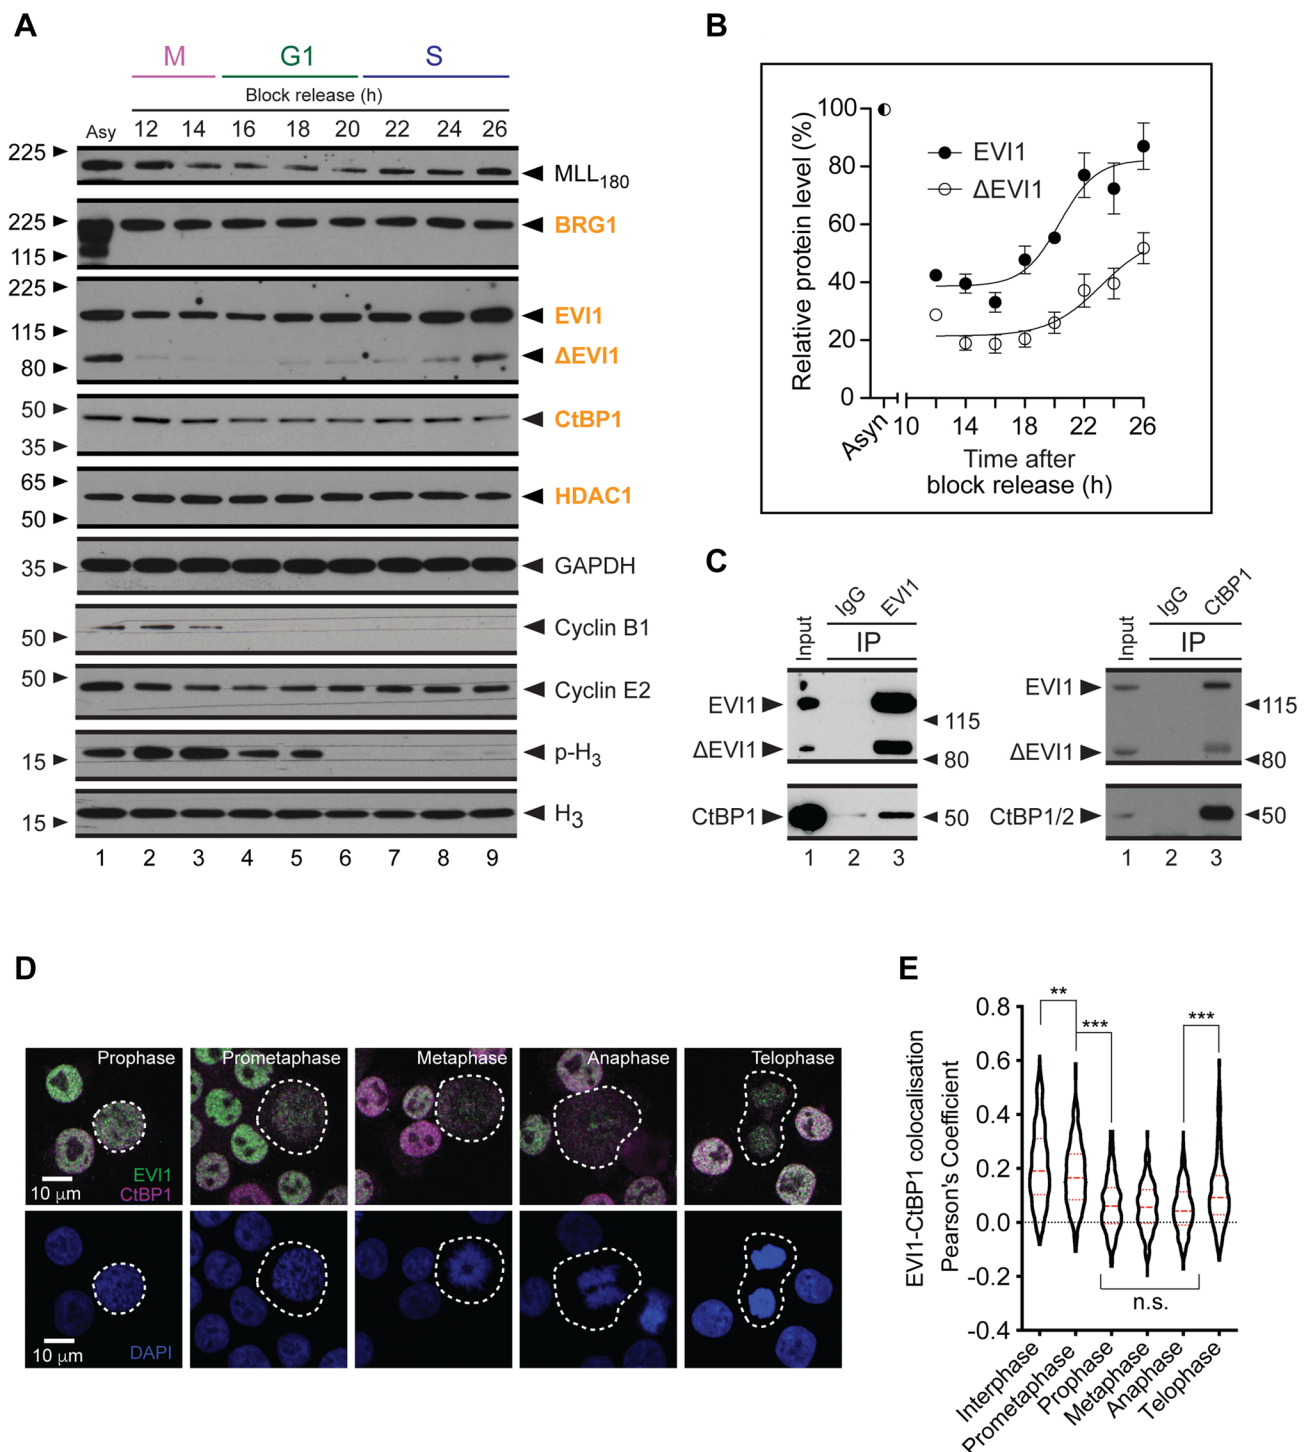 A
M G1 S
Block release (h)
Asy 12 14 16 18 20 22 24 26
225
MLL180
225
BRG1
115
225
EVI1
115
ΔEVI1
80
50
CtBP1
35
65
HDAC1
50
35
GAPDH
Cyclin B1
50
50
Cyclin E2
p-H3
15
H3
15
1 2 3 4 5 6 7 8 9
B
100
80
60
40
20
0
Relative protein level (%)
EVI1
ΔEVI1
Asyn 10 14 18 22 26
Time after
block release (h)
C
Input IgG EVI1
IP
EVI1
115
ΔEVI1
80
CtBP1
50
1 2 3
Input IgG CtBP1
IP
EVI1
115
ΔEVI1
80
CtBP1/2
50
1 2 3
D
Prophase Prometaphase Metaphase Anaphase Telophase
EVI1
CtBP1
10 µm
DAPI
10 µm
E
EVI1-CtBP1 colocalisation
Pearson's Coefficient
0.8
0.6
0.4
0.2
0.0
-0.2
-0.4
** *** ***
n.s.
Interphase
Prometaphase
Prophase
Metaphase
Anaphase
Telophase